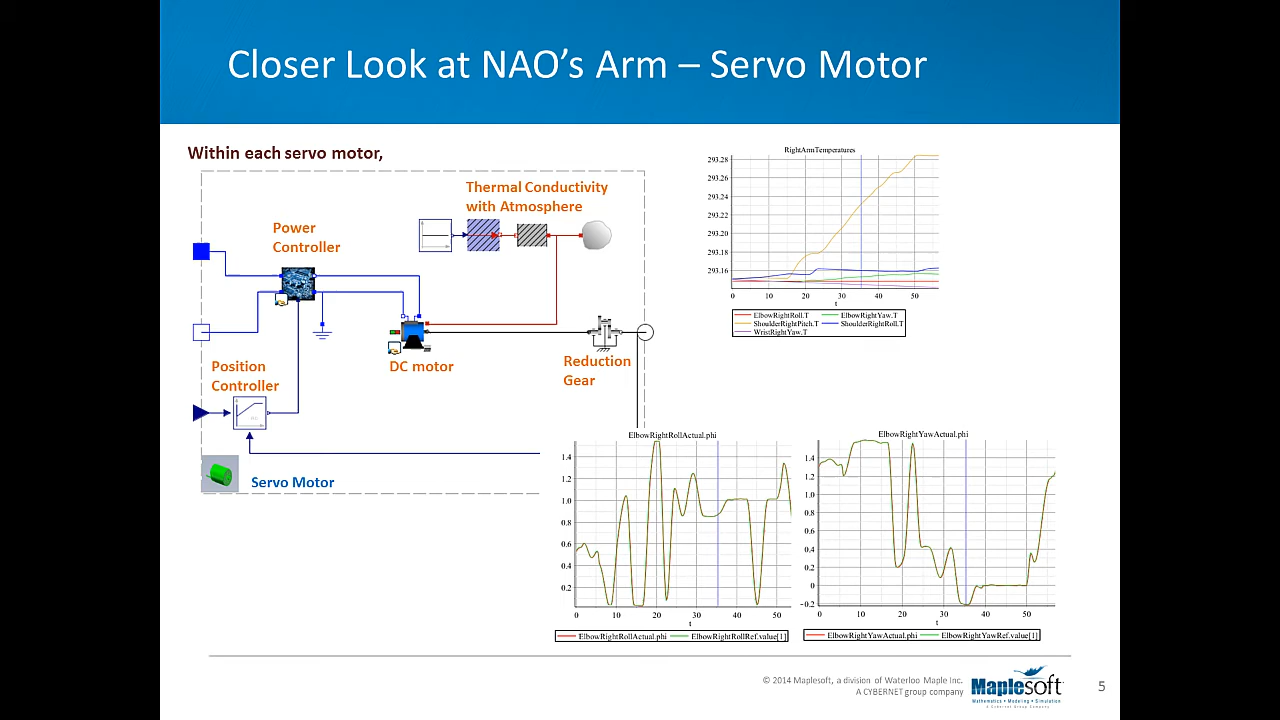 Closer Look at NAO's Arm – Servo Motor
Within each servo motor,
Thermal Conductivity
with Atmosphere
Power
Controller
DC motor
Reduction
Gear
Position
Controller
Servo Motor
RightArmTemperatures
293.28
293.26
293.24
293.22
293.20
293.18
293.16
0 10 20 30 40 50
t
ElbowRightRoll.T ElbowRightYaw.T
ShoulderRightPitch.T ShoulderRightRoll.T
WristRightYaw.T
ElbowRightRollActual.phi
1.4
1.2
1.0
0.8
0.6
0.4
0.2
0 10 20 30 40 50
t
ElbowRightRollActual.phi ElbowRightRollRef.value[1]
ElbowRightYawActual.phi
1.4
1.2
1.0
0.8
0.6
0.4
0.2
0
-0.2
0 10 20 30 40 50
t
ElbowRightYawActual.phi ElbowRightYawRef.value[1]
© 2014 Maplesoft, a division of Waterloo Maple Inc.
A CYBERNET group company
Maplesoft
Mathematics • Modeling • Simulation
A Cybernet Group Company
5